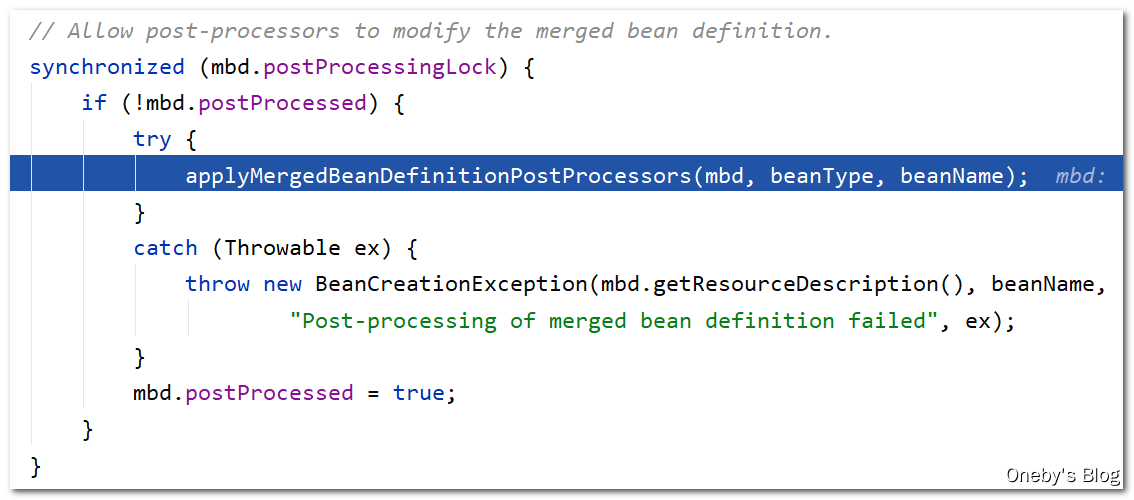 // Allow post-processors to modify the merged bean definition.
synchronized (mbd.postProcessingLock) {
    if (!mbd.postProcessed) {
        try {
            applyMergedBeanDefinitionPostProcessors(mbd, beanType, beanName);  mbd:
        }
        catch (Throwable ex) {
            throw new BeanCreationException(mbd.getResourceDescription(), beanName,
                    "Post-processing of merged bean definition failed", ex);
        }
        mbd.postProcessed = true;
    }
}
Oneby's Blog